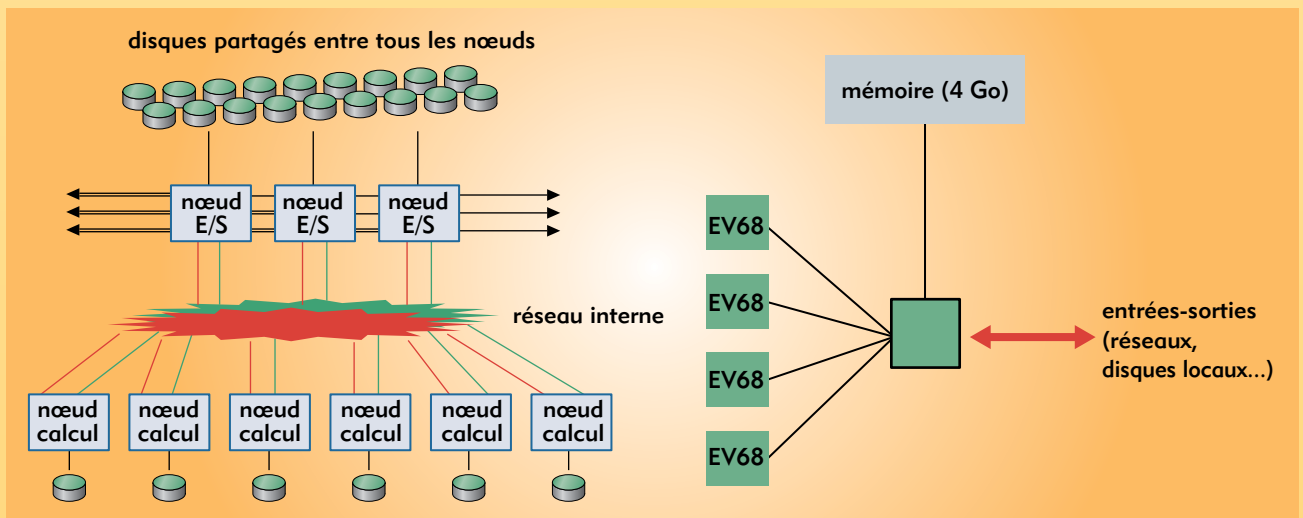 disques partagés entre tous les nœuds
nœud
E/S
nœud
E/S
nœud
E/S
réseau interne
nœud
calcul
nœud
calcul
nœud
calcul
nœud
calcul
nœud
calcul
nœud
calcul
mémoire (4 Go)
EV68
EV68
EV68
EV68
entrées-sorties
(réseaux,
disques locaux...)